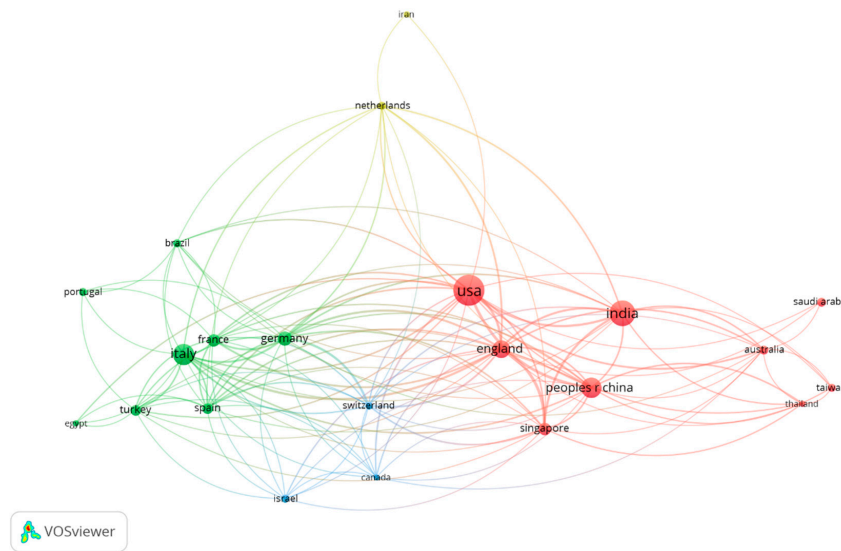 iran
netherlands
brazil
portugal
usa
saudi arab
india
france
germany
italy
england
australia
peoples r china
taiwa
switzerland
thailand
spain
turkey
egypt
singapore
canada
israel
VOSviewer